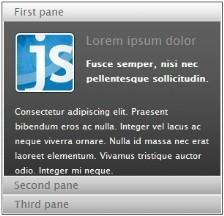 First pane
js
Lorem ipsum dolor
Fusce semper, nisi nec
pellentesque sollicitudin.
Consectetur adipiscing elit. Praesent
bibendum eros ac nulla. Integer vel lacus ac
neque viverra ornare. Nulla id massa nec erat
laoreet elementum. Vivamus tristique auctor
odio. Integer mi neque.
Second pane
Third pane